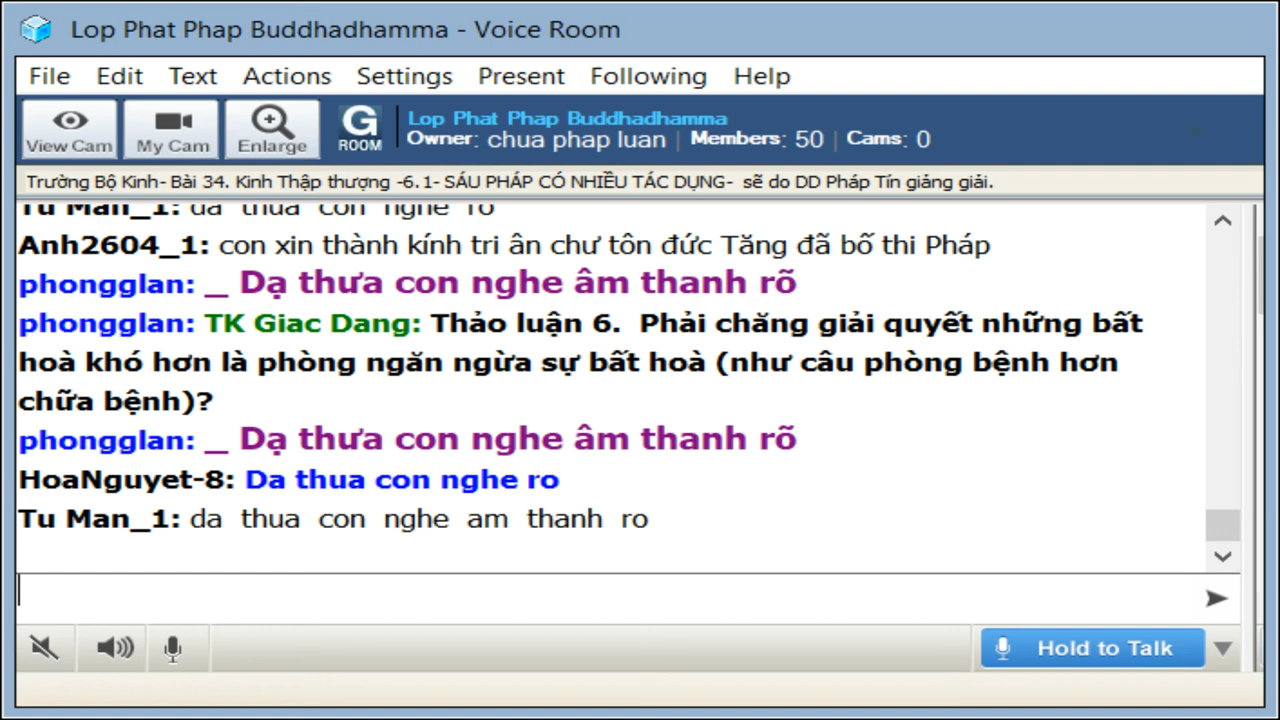 Lop Phat Phap Buddhadhamma - Voice Room
File Edit Text Actions Settings Present Following Help
Lop Phat Phap Buddhadhamma
View Cam My Cam Enlarge G ROOM Owner: chua phap luan | Members: 50 | Cams: 0
Trường Bộ Kinh- Bài 34. Kinh Thập thượng -6.1- SÁU PHÁP CÓ NHIỀU TÁC DỤNG- sẽ do DD Pháp Tín giảng giải.
Tu Man_1: da thua con nghe ro
Anh2604_1: con xin thành kính tri ân chư tôn đức Tăng đã bố thi Pháp
phongglan: _ Dạ thưa con nghe âm thanh rõ
phongglan: TK Giac Dang: Thảo luận 6. Phải chăng giải quyết những bất
hoà khó hơn là phòng ngăn ngừa sự bất hoà (như câu phòng bệnh hơn
chữa bệnh)?
phongglan: _ Dạ thưa con nghe âm thanh rõ
HoaNguyet-8: Da thua con nghe ro
Tu Man_1: da thua con nghe am thanh ro
Hold to Talk